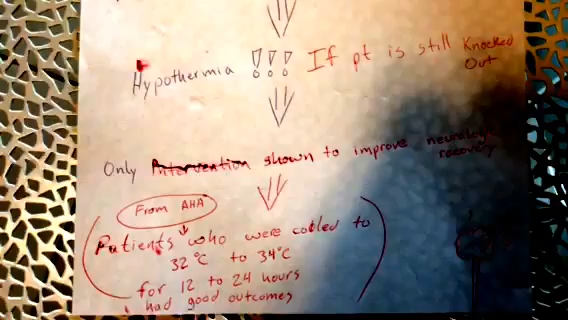 Hypothermia !!! If pt is still Knocked Out
Only Intervention shown to improve neurologic recovery
From AHA
Patients who were cooled to
32°C to 34°C
for 12 to 24 hours
had good outcomes